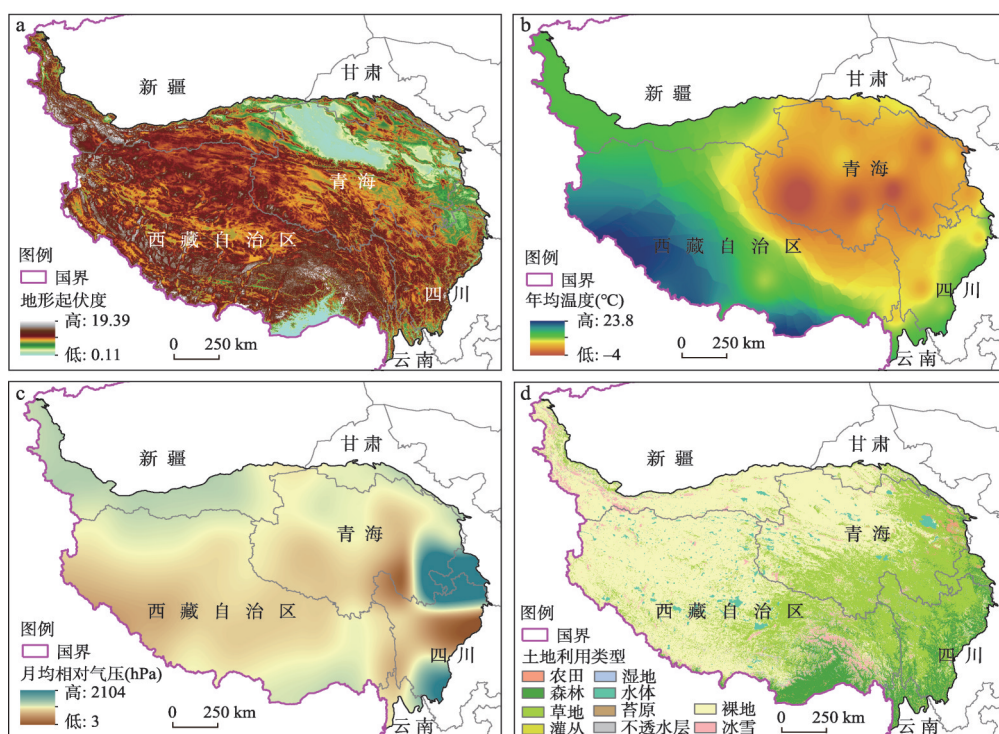 a
新疆
甘肃
青海
西藏自治区
四川
云南
图例
国界
地形起伏度
高: 19.39
低: 0.11
0 250 km
b
新疆
甘肃
青海
西藏自治区
四川
云南
图例
国界
年均温度(℃)
高: 23.8
低: –4
0 250 km
c
新疆
甘肃
青海
西藏自治区
四川
云南
图例
国界
月均相对气压(hPa)
高: 2104
低: 3
0 250 km
d
新疆
甘肃
青海
西藏自治区
四川
云南
0 250 km
图例
国界
土地利用类型
农田 湿地
森林 水体
草地 苔原 裸地
灌丛 不透水层 冰雪